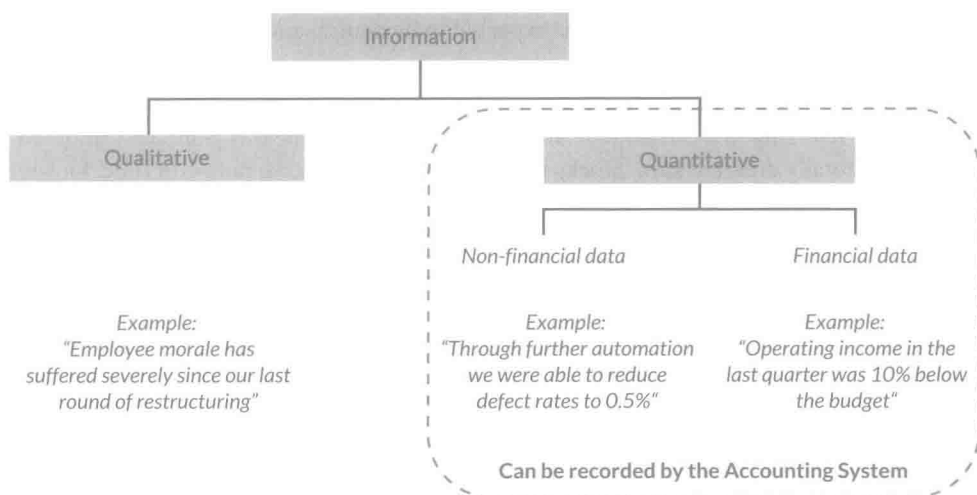 Information
Qualitative
Quantitative
Non-financial data
Financial data
Example:
“Employee morale has
suffered severely since our last
round of restructuring”
Example:
“Through further automation
we were able to reduce
defect rates to 0.5%“
Example:
“Operating income in the
last quarter was 10% below
the budget“
Can be recorded by the Accounting System